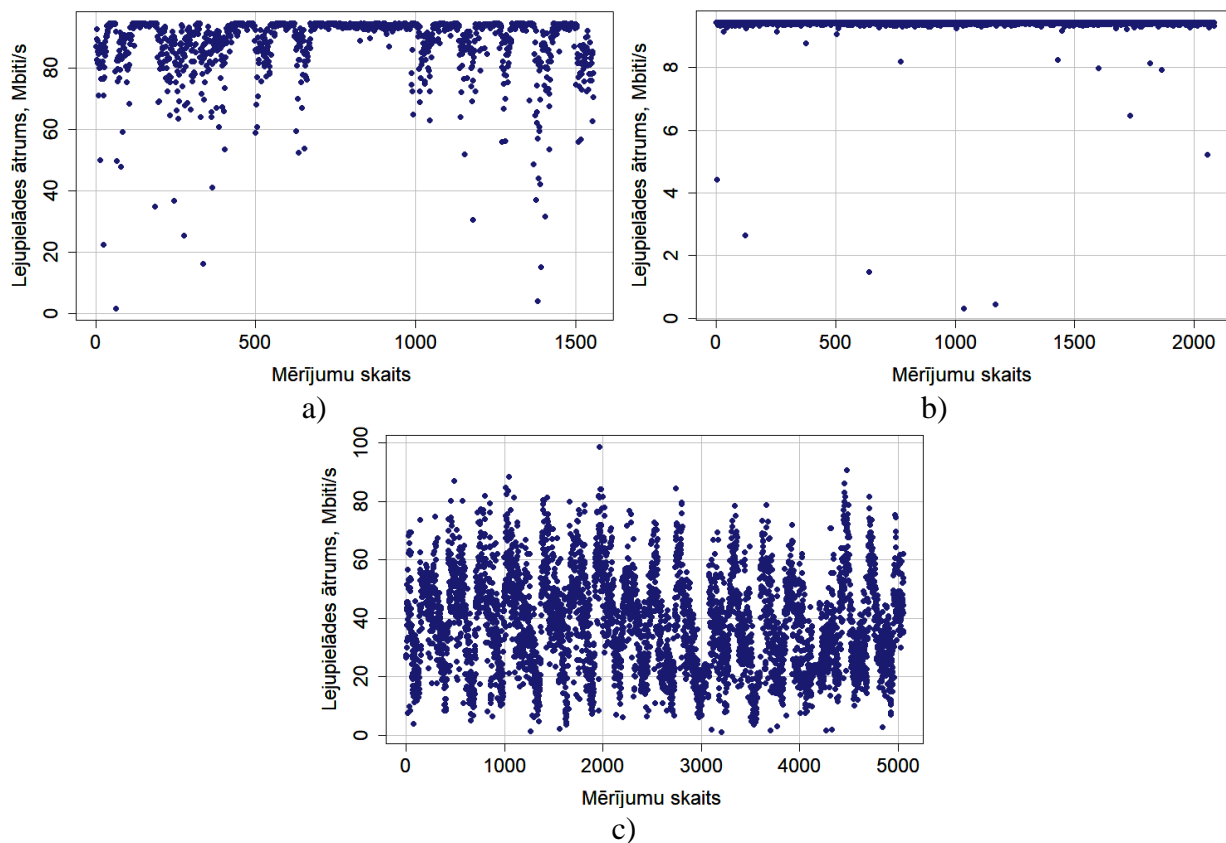 Lejupielādes ātrums, Mbiti/s
0 20 40 60 80
0 500 1000 1500
Mērījumu skaits
a)
Lejupielādes ātrums, Mbiti/s
0 2 4 6 8
0 500 1000 1500 2000
Mērījumu skaits
b)
Lejupielādes ātrums, Mbiti/s
0 20 40 60 80 100
0 1000 2000 3000 4000 5000
Mērījumu skaits
c)